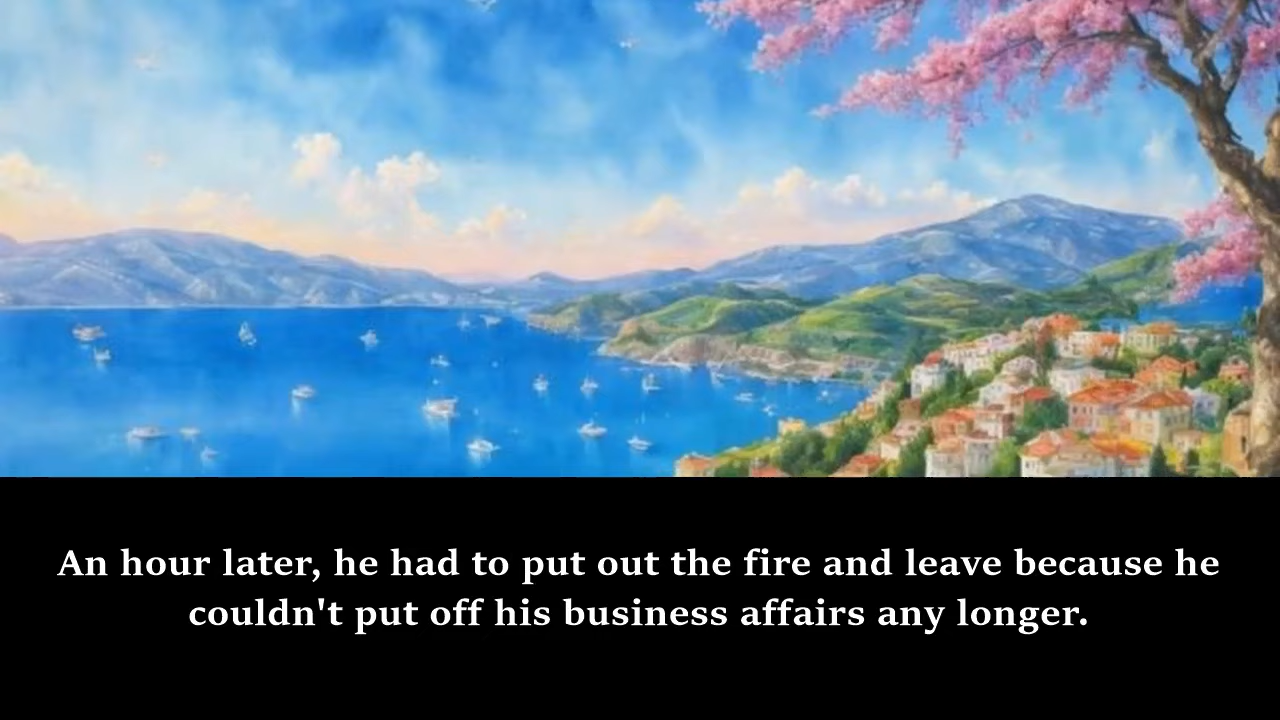 An hour later, he had to put out the fire and leave because he
couldn't put off his business affairs any longer.